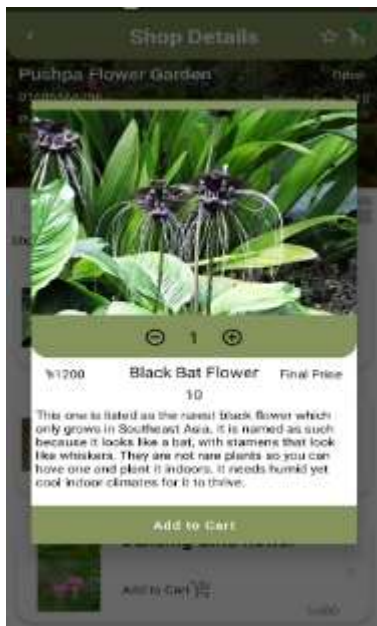 Shop Details
Pushpa Flower Garden
1
৳1200 Black Bat Flower Final Price
10
This one is listed as the rarest black flower which
only grows in Southeast Asia. It is named as such
because it looks like a bat, with stamens that look
like whiskers. They are not rare plants so you can
have one and plant it indoors. It needs humid yet
cool indoor climates for it to thrive.
Add to Cart
Add to Cart